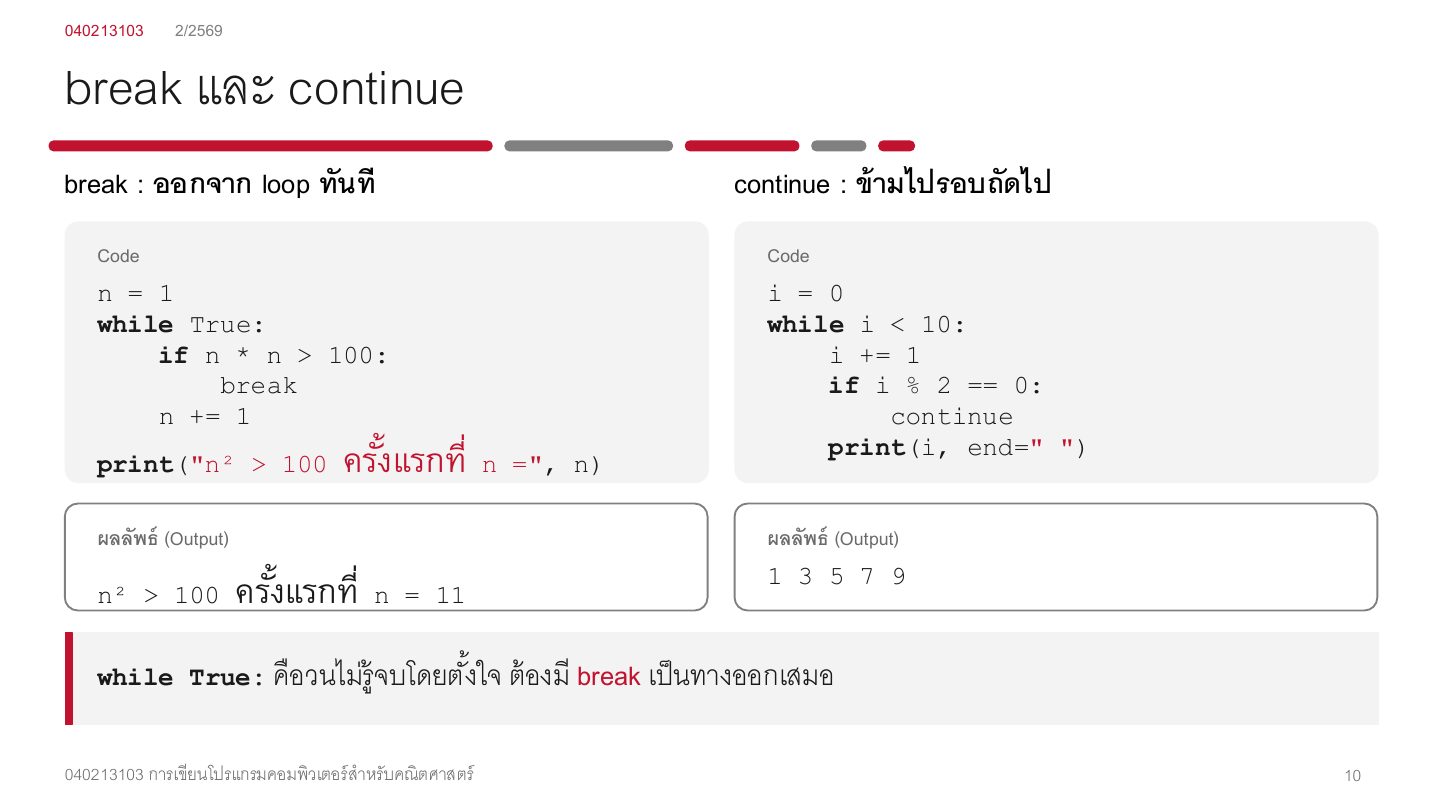 040213103 2/2569
break และ continue
break : ออกจาก loop ทันที
Code
n = 1
while True:
    if n * n > 100:
        break
    n += 1
print("n² > 100 ครั้งแรกที่ n =", n)
ผลลัพธ์ (Output)
n² > 100 ครั้งแรกที่ n = 11
continue : ข้ามไปรอบถัดไป
Code
i = 0
while i < 10:
    i += 1
    if i % 2 == 0:
        continue
    print(i, end=" ")
ผลลัพธ์ (Output)
1 3 5 7 9
while True: คือวนไม่รู้จบโดยตั้งใจ ต้องมี break เป็นทางออกเสมอ
040213103 การเขียนโปรแกรมคอมพิวเตอร์สำหรับคณิตศาสตร์ 10